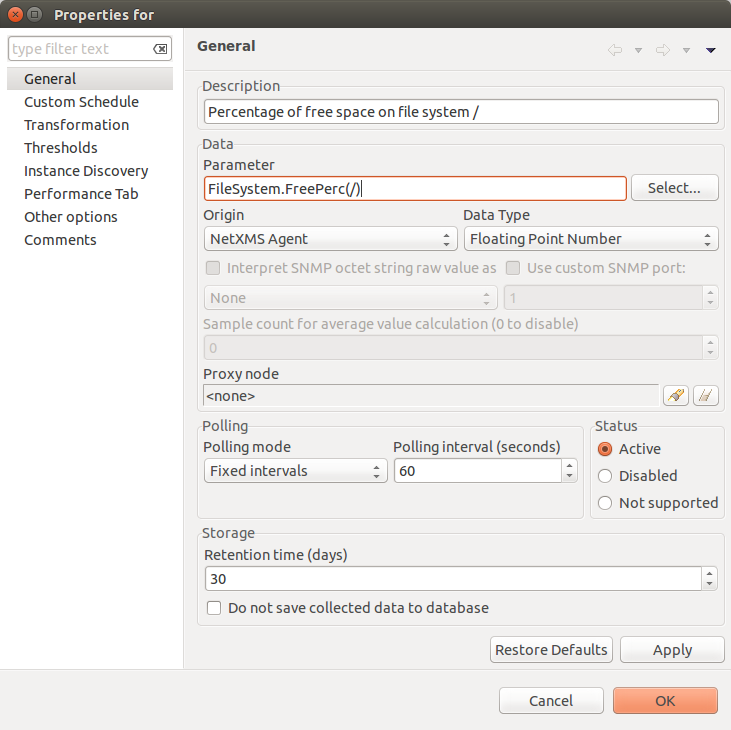 Properties for
type filter text
General
Custom Schedule
Transformation
Thresholds
Instance Discovery
Performance Tab
Other options
Comments
General
Description
Percentage of free space on file system /
Data
Parameter
FileSystem.FreePerc(/)
Select...
Origin
Data Type
NetXMS Agent
Floating Point Number
Interpret SNMP octet string raw value as
Use custom SNMP port:
None
1
Sample count for average value calculation (0 to disable)
0
Proxy node
<none>
Polling
Polling mode
Polling interval (seconds)
Fixed intervals
60
Status
Active
Disabled
Not supported
Storage
Retention time (days)
30
Do not save collected data to database
Restore Defaults
Apply
Cancel
OK